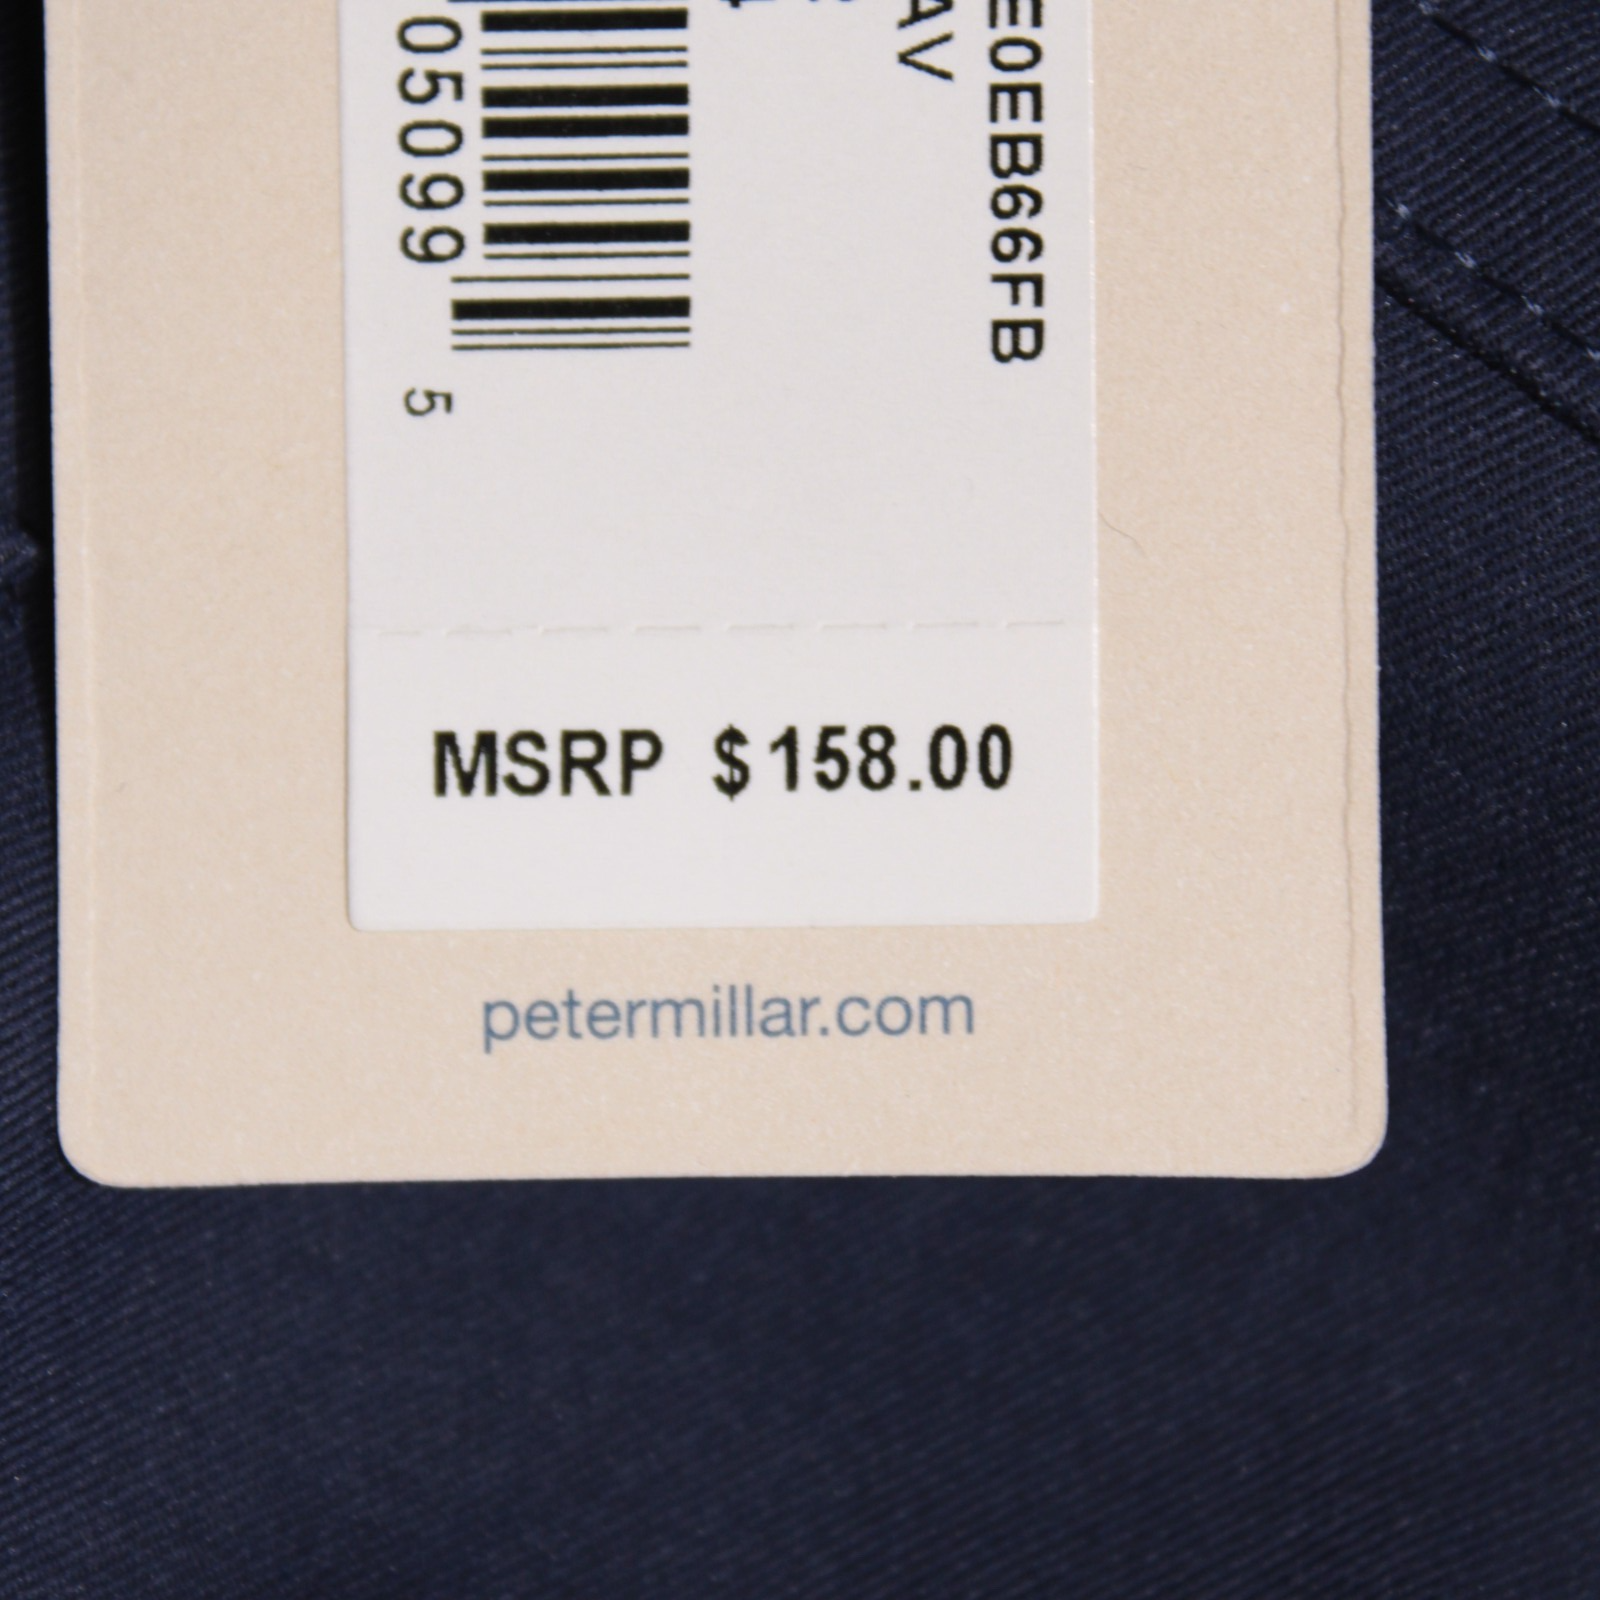 E0EB66FB
AV
05099
5
MSRP $158.00
petermillar.com